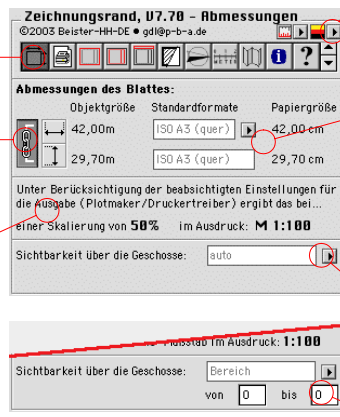 Zeichnungsrand, V7.70 - Abmessungen
©2003 Beister-HH-DE • gdl@p-b-a.de
Abmessungen des Blattes:
Objektgröße Standardformate Papiergröße
42,00m ISO A3 (quer) 42,00 cm
29,70m ISO A3 (quer) 29,70 cm
Unter Berücksichtigung der beabsichtigten Einstellungen für
die Ausgabe (Plotmaker/Druckertreiber) ergibt das bei...
einer Skalierung von 50% im Ausdruck: M 1:100
Sichtbarkeit über die Geschosse: auto
Maßstab im Ausdruck: 1:100
Sichtbarkeit über die Geschosse: Bereich
von 0 bis 0